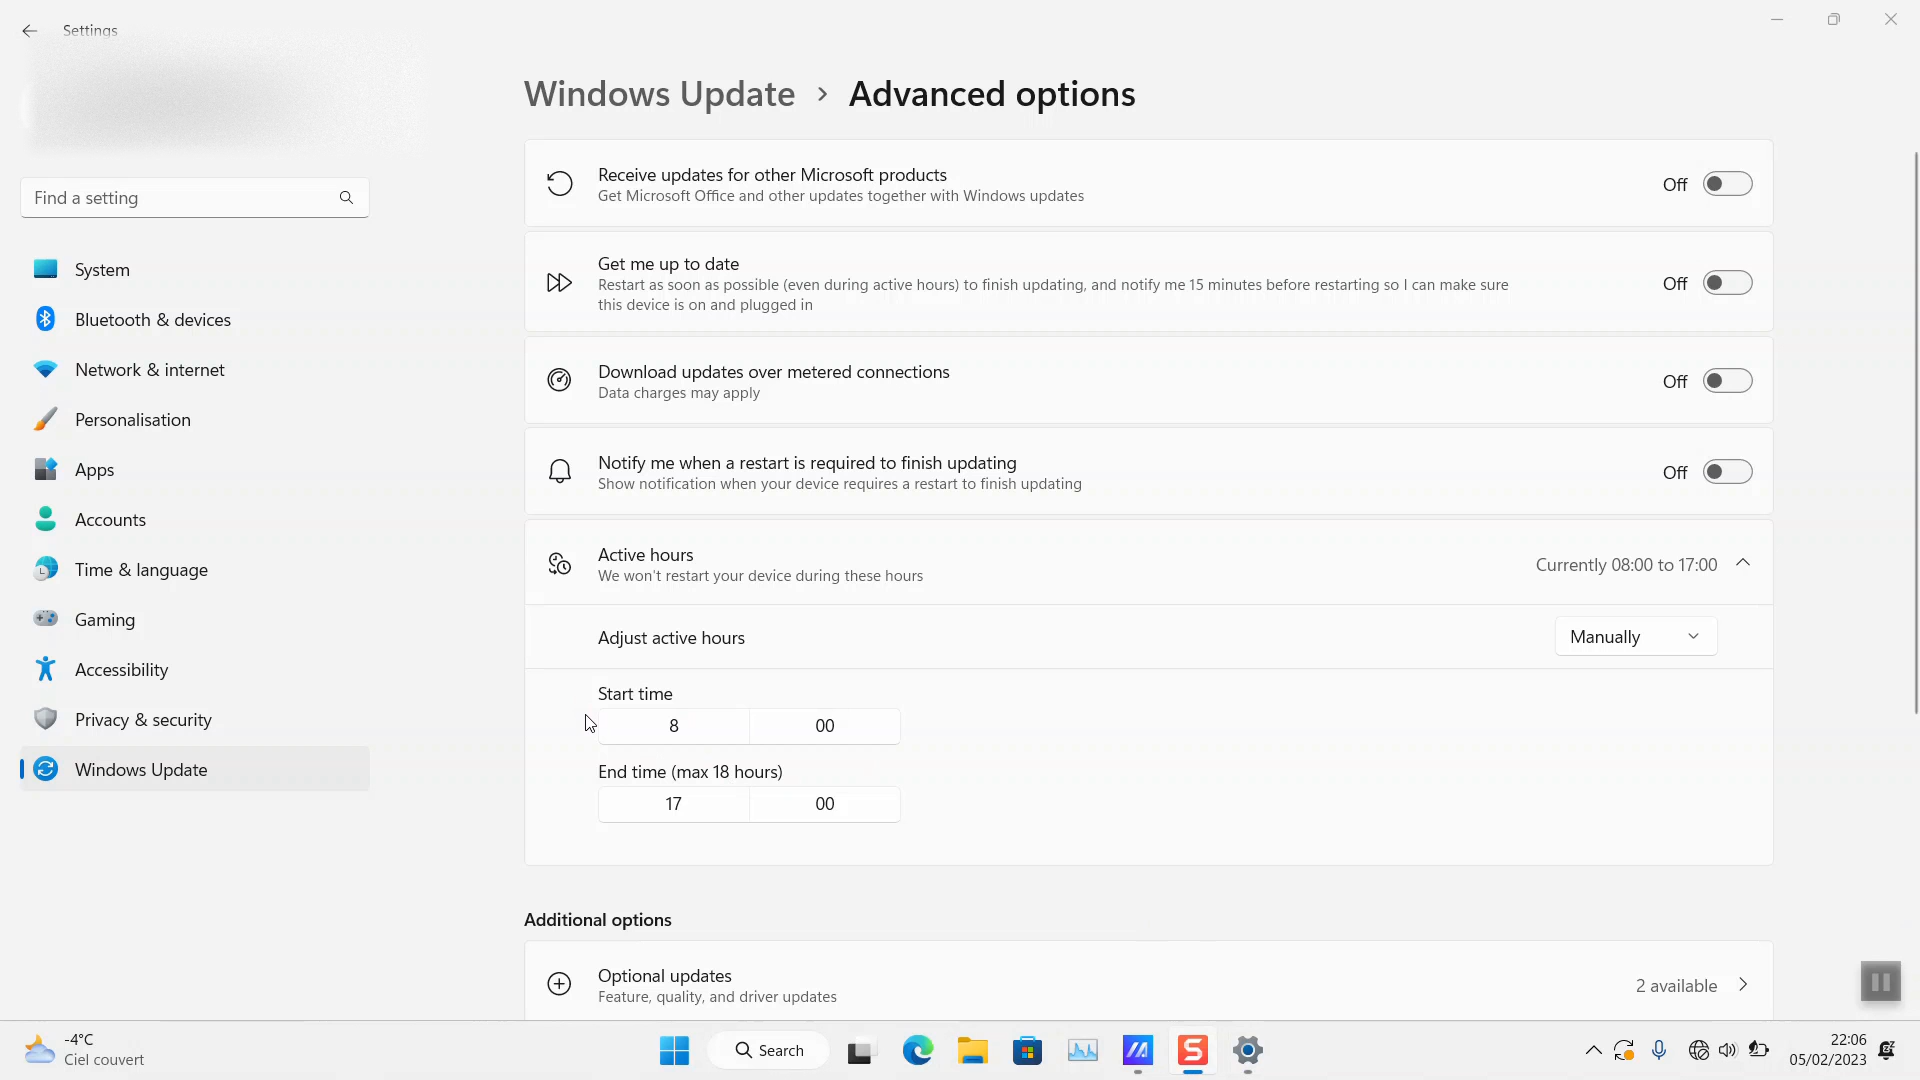 Settings
Windows Update > Advanced options
Receive updates for other Microsoft products
Get Microsoft Office and other updates together with Windows updates
Off
Find a setting
Get me up to date
Restart as soon as possible (even during active hours) to finish updating, and notify me 15 minutes before restarting so I can make sure
this device is on and plugged in
Off
System
Bluetooth & devices
Network & internet
Personalisation
Apps
Accounts
Time & language
Gaming
Accessibility
Privacy & security
Windows Update
Download updates over metered connections
Data charges may apply
Off
Notify me when a restart is required to finish updating
Show notification when your device requires a restart to finish updating
Off
Active hours
We won't restart your device during these hours
Currently 08:00 to 17:00
Adjust active hours
Manually
Start time
8 00
End time (max 18 hours)
17 00
Additional options
Optional updates
Feature, quality, and driver updates
2 available
-4°C
Ciel couvert
Search
22:06
05/02/2023